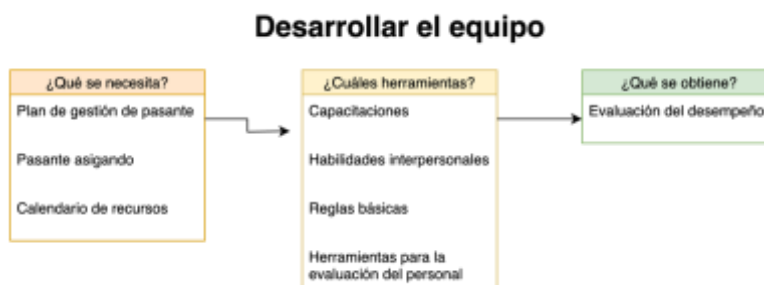 Desarrollar el equipo
¿Qué se necesita?
Plan de gestión de pasante
Pasante asigando
Calendario de recursos
¿Cuáles herramientas?
Capacitaciones
Habilidades interpersonales
Reglas básicas
Herramientas para la
evaluación del personal
¿Qué se obtiene?
Evaluación del desempeño